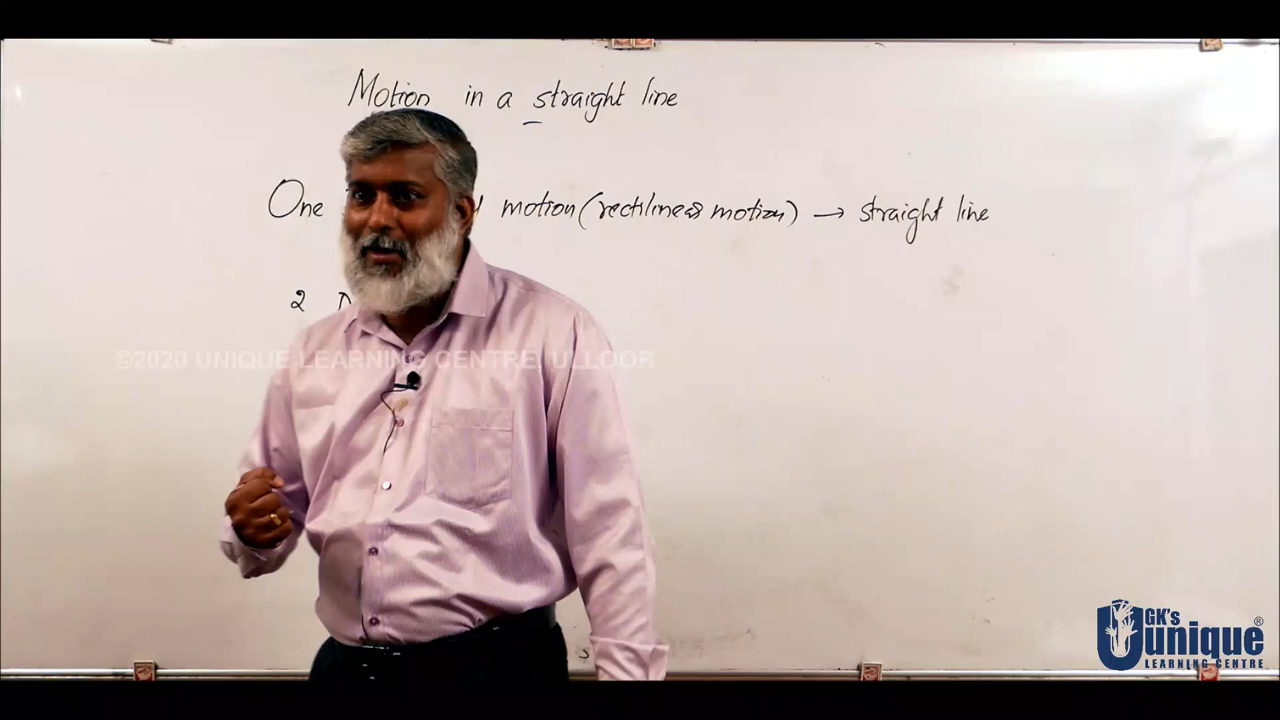 Motion in a straight line
One motion (rectilinear motion) → straight line
2 D
©2020 UNIQUE LEARNING CENTRE, ULLOOR
GK's
unique®
LEARNING CENTRE